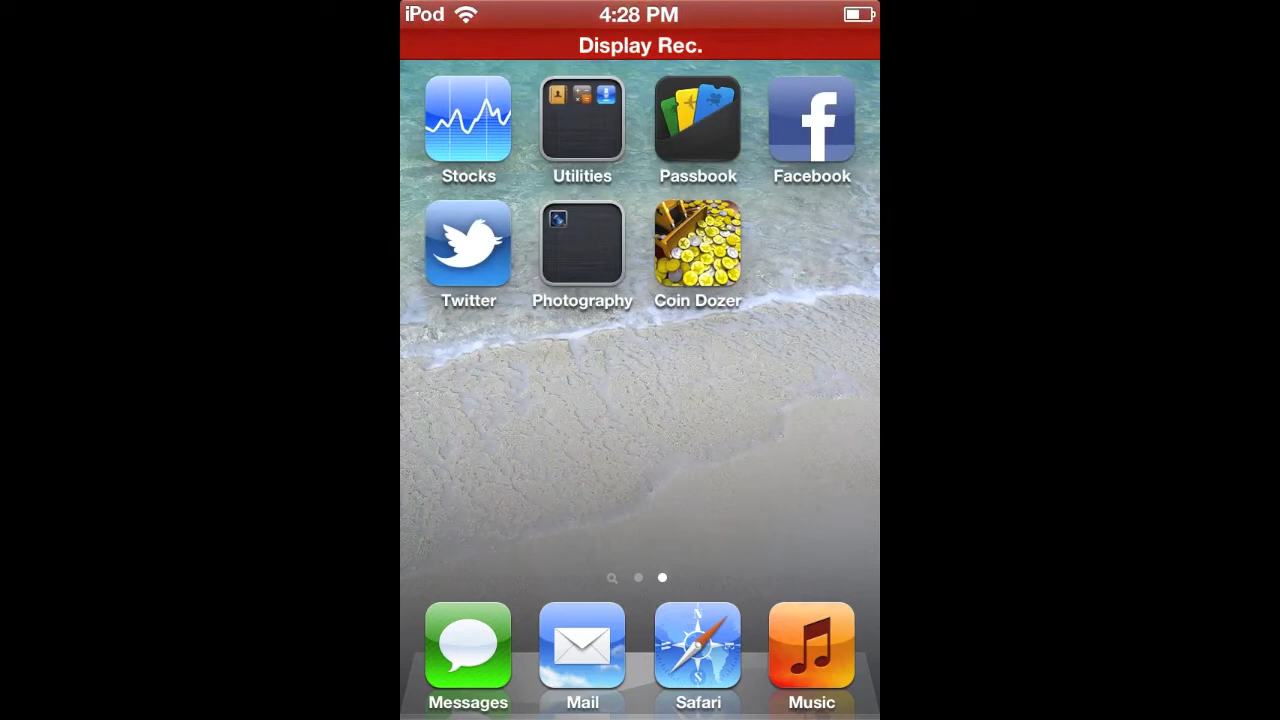 iPod 4:28 PM
Display Rec.
Stocks Utilities Passbook Facebook
Twitter Photography Coin Dozer
Messages Mail Safari Music